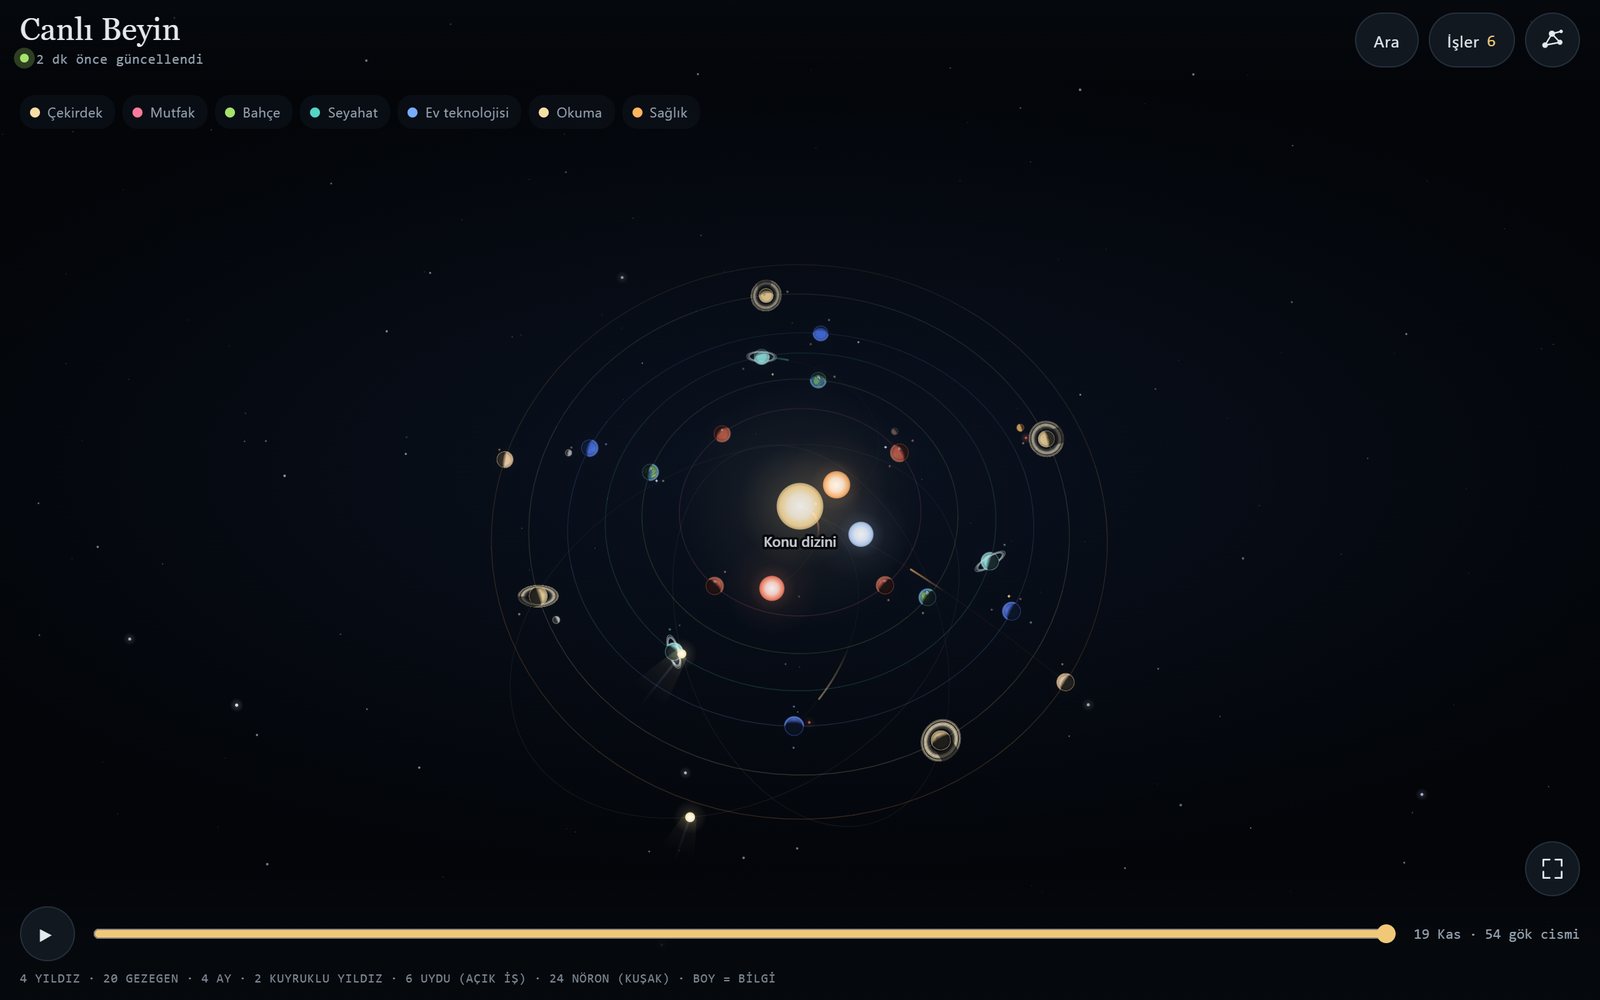 Canlı Beyin
2 dk önce güncellendi
Ara
İşler 6
Çekirdek
Mutfak
Bahçe
Seyahat
Ev teknolojisi
Okuma
Sağlık
Konu dizini
19 Kas · 54 gök cismi
4 YILDIZ · 20 GEZEGEN · 4 AY · 2 KUYRUKLU YILDIZ · 6 UYDU (AÇIK İŞ) · 24 NÖRON (KUŞAK) · BOY = BİLGİ